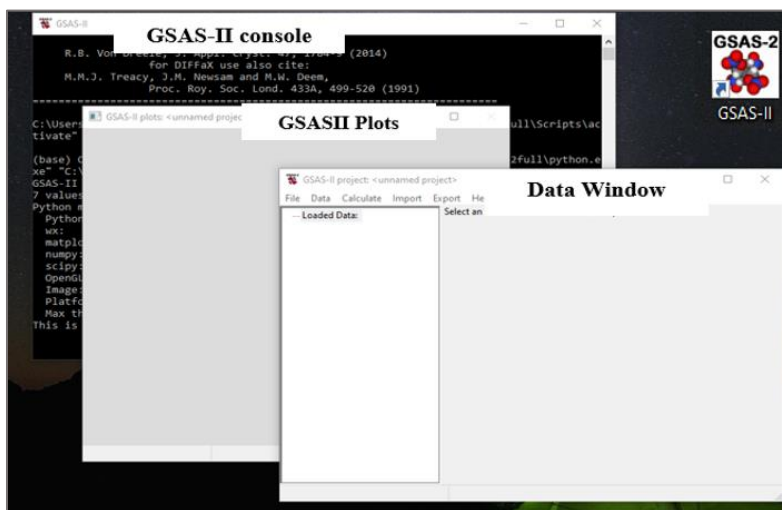 GSAS-II
GSAS-II console
R.B. Von Dreele, J. Appl. Cryst. 47, (2014)
for DIFFaX use also cite:
M.M.J. Treacy, J.M. Newsam and M.W. Deem,
Proc. Roy. Soc. Lond. 433A, 499-520 (1991)
GSAS-2
GSAS-II
C:\Users
GSAS-II plots: <unnamed projec
GSASII Plots
ull\Scripts\ac
tivate"
(base) C
2full\python.e
xe" "C:\
GSAS-II
7 values
Python m
Python
wx:
matplo
numpy:
scipy:
OpenGL
Image:
Platfo
Max th
This is
GSAS-II project: <unnamed project>
Data Window
File Data Calculate Import Export He
Loaded Data:
Select an